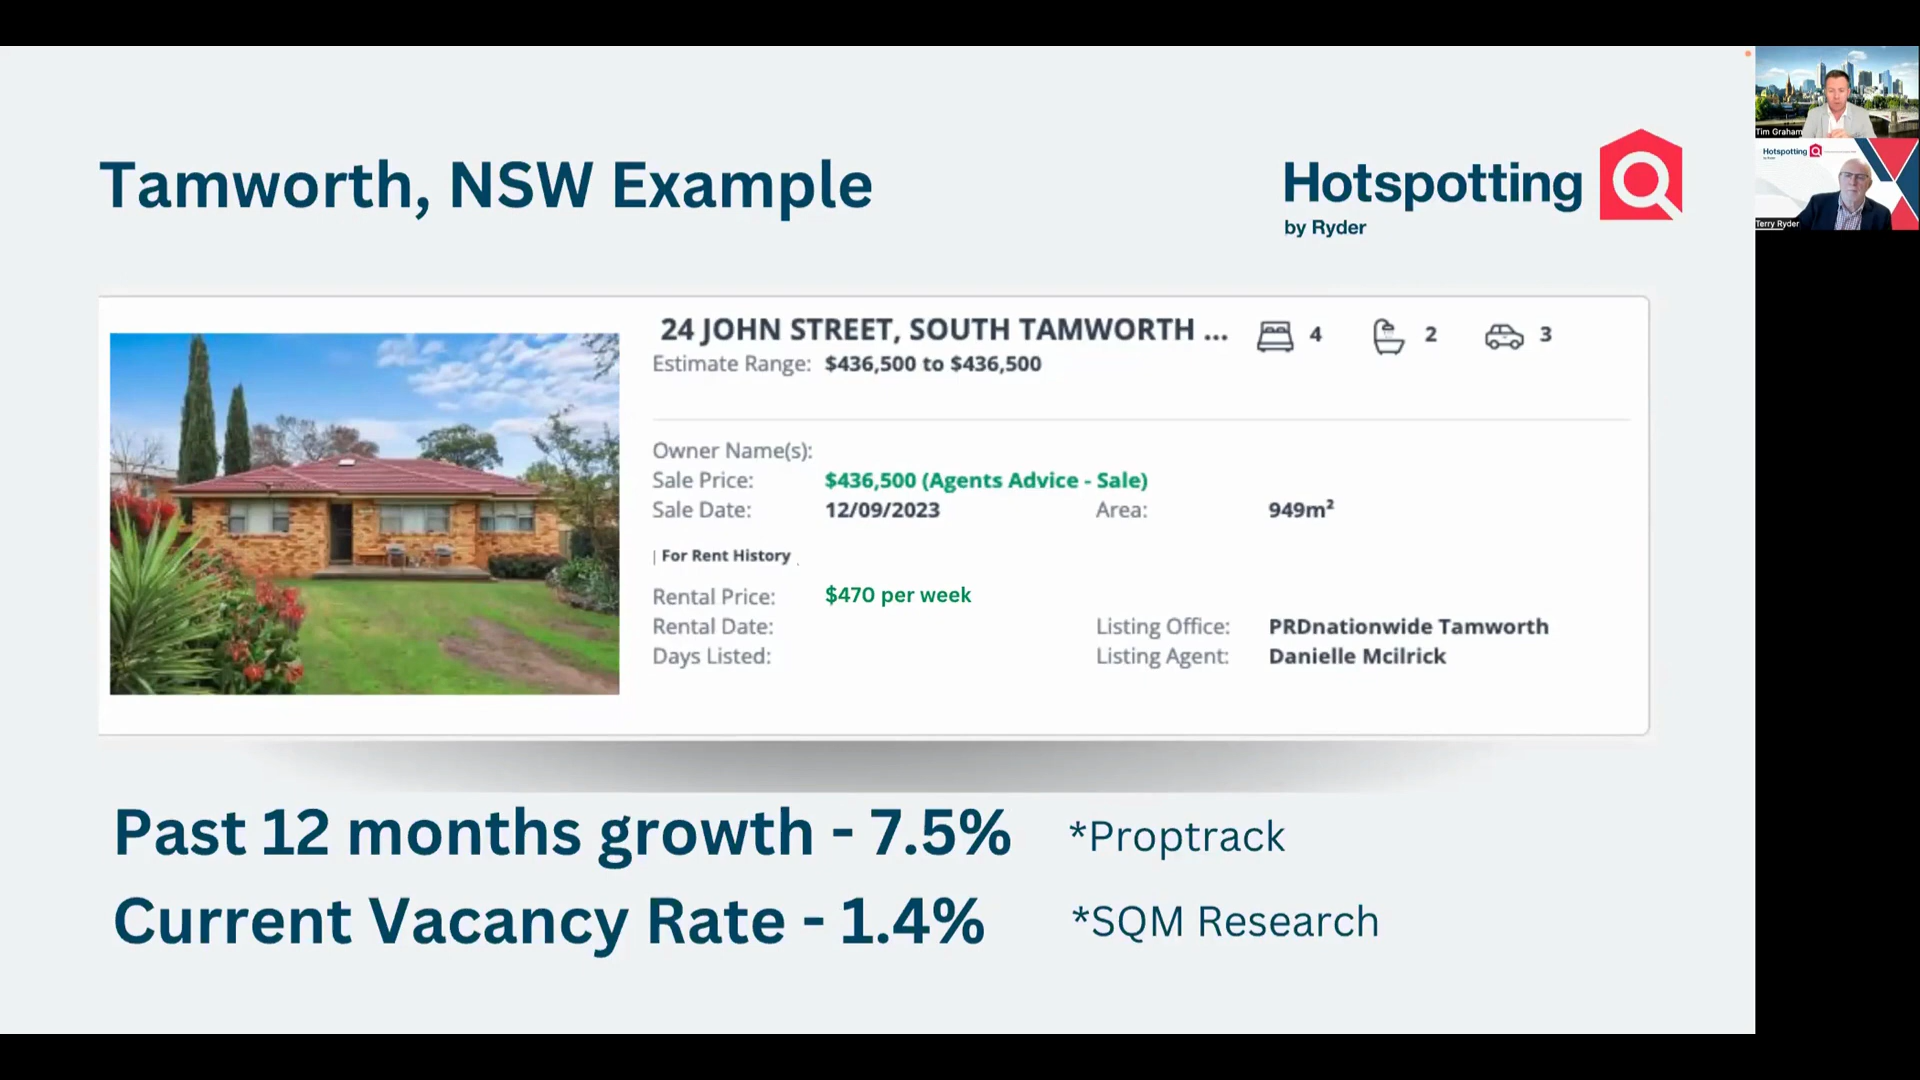 Tamworth, NSW Example
Hotspotting
by Ryder
24 JOHN STREET, SOUTH TAMWORTH ...
4
2
3
Estimate Range: $436,500 to $436,500
Owner Name(s):
Sale Price: $436,500 (Agents Advice - Sale)
Sale Date: 12/09/2023 Area: 949m²
| For Rent History
Rental Price: $470 per week
Rental Date: Listing Office: PRDnationwide Tamworth
Days Listed: Listing Agent: Danielle Mcilrick
Past 12 months growth - 7.5% *Proptrack
Current Vacancy Rate - 1.4% *SQM Research
Tim Graham
Hotspotting
Terry Ryder